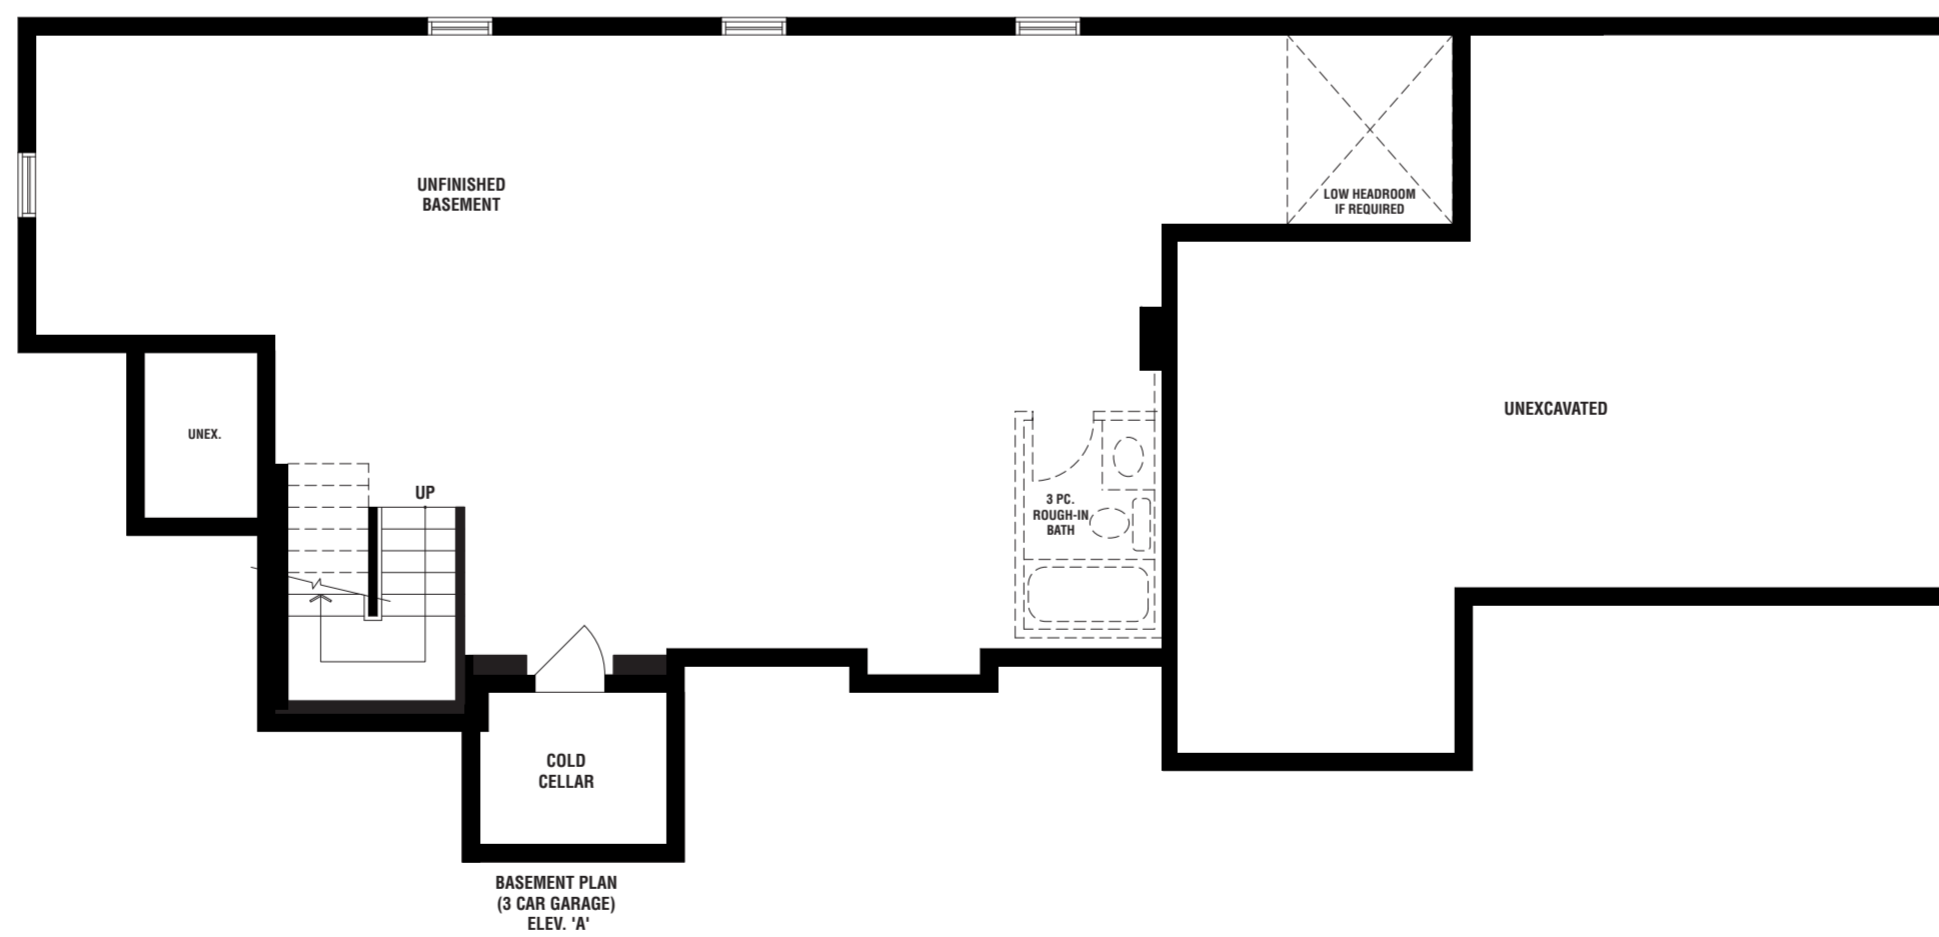 UNFINISHED
BASEMENT
LOW HEADROOM
IF REQUIRED
UNEXCAVATED
UNEX.
UP
3 PC.
ROUGH-IN
BATH
COLD
CELLAR
BASEMENT PLAN
(3 CAR GARAGE)
ELEV. 'A'